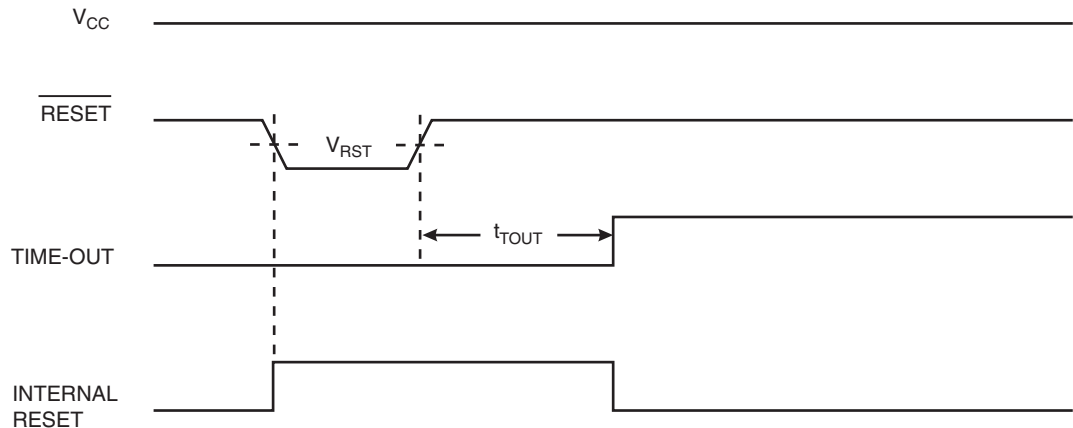 VCC
RESET
VRST
tTOUT
TIME-OUT
INTERNAL
RESET